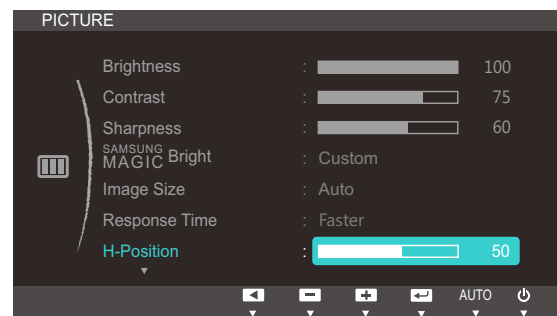 PICTURE
Brightness : 100
Contrast : 75
Sharpness : 60
SAMSUNG MAGIC Bright : Custom
Image Size : Auto
Response Time : Faster
H-Position : 50
AUTO